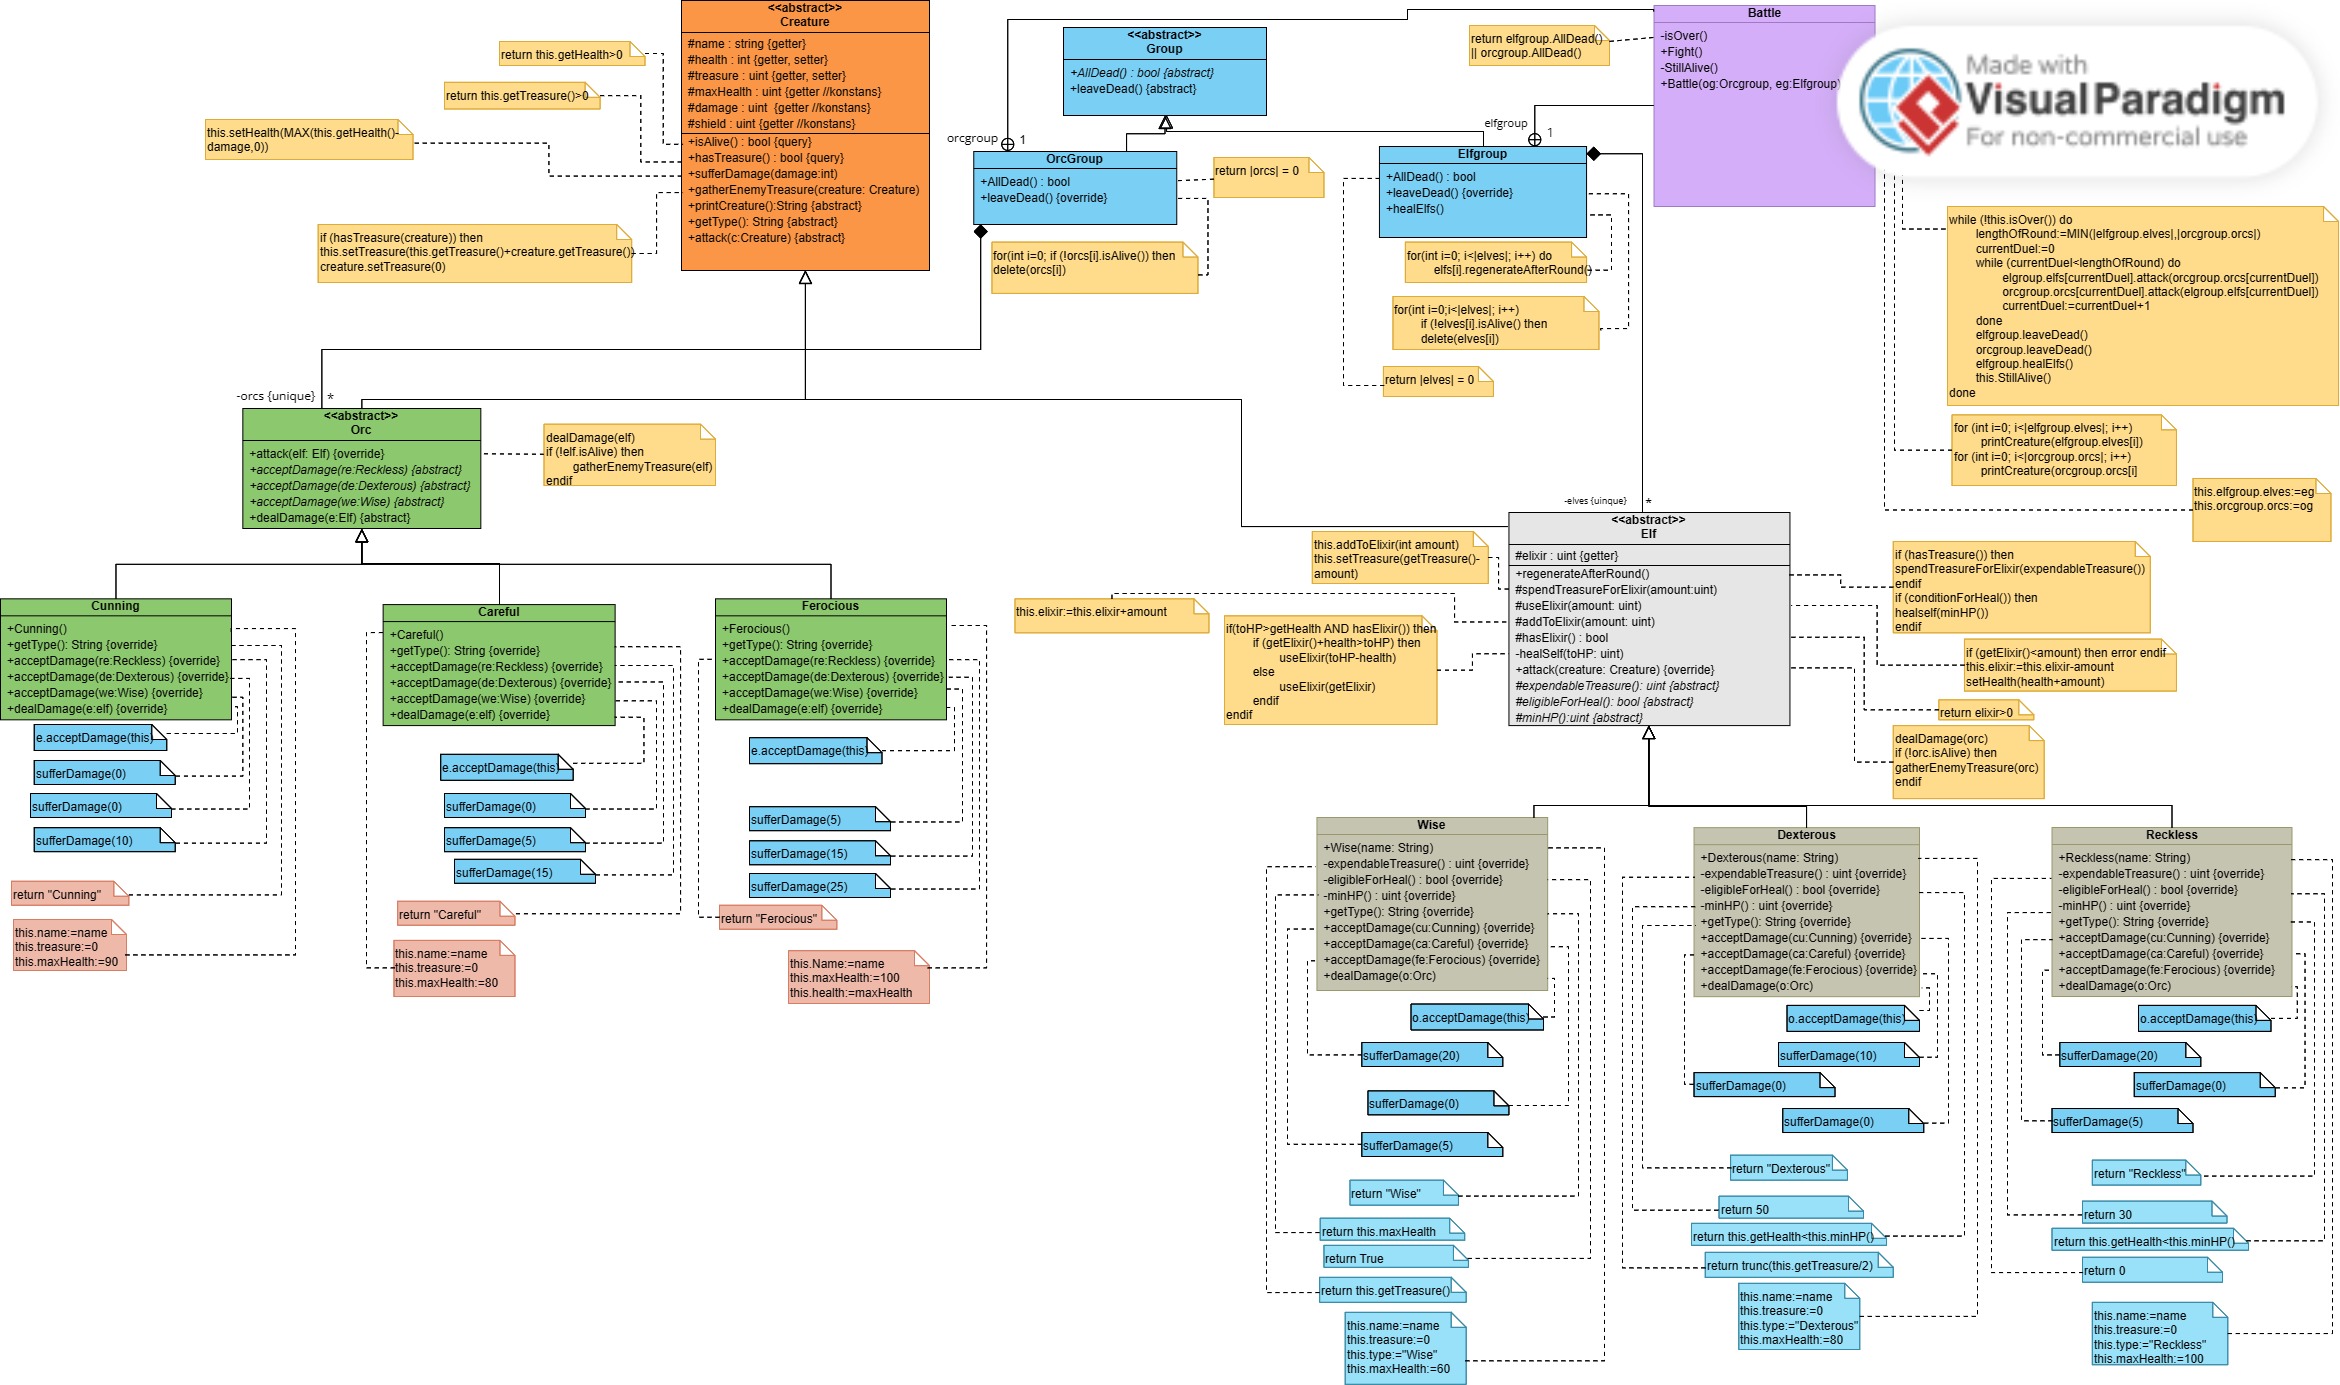 <<abstract>>
Creature
#name : string {getter}
#health : int {getter, setter}
#treasure : uint {getter, setter}
#maxHealth : uint {getter //konstans}
#damage : uint {getter //konstans}
#shield : uint {getter //konstans}
+isAlive() : bool {query}
+hasTreasure() : bool {query}
+sufferDamage(damage:int)
+gatherEnemyTreasure(creature: Creature)
+printCreature():String {abstract}
+getType(): String {abstract}
+attack(c:Creature) {abstract}
return this.getHealth>0
return this.getTreasure()>0
this.setHealth(MAX(this.getHealth()-
damage,0))
if (hasTreasure(creature)) then
this.setTreasure(this.getTreasure()+creature.getTreasure())
creature.setTreasure(0)
<<abstract>>
Group
+AllDead() : bool {abstract}
+leaveDead() {abstract}
orcgroup
1
OrcGroup
+AllDead() : bool
+leaveDead() {override}
return |orcs| = 0
for(int i=0; if (!orcs[i].isAlive()) then
delete(orcs[i])
elfgroup
1
Elfgroup
+AllDead() : bool
+leaveDead() {override}
+healElfs()
for(int i=0; i<|elves|; i++) do
elfs[i].regenerateAfterRound()
for(int i=0;i<|elves|; i++)
if (!elves[i].isAlive() then
delete(elves[i])
return |elves| = 0
return elfgroup.AllDead()
|| orcgroup.AllDead()
Battle
-isOver()
+Fight()
-StillAlive()
+Battle(og:Orcgroup, eg:Elfgroup)
Made with
Visual Paradigm
For non-commercial use
while (!this.isOver()) do
lengthOfRound:=MIN(|elfgroup.elves|,|orcgroup.orcs|)
currentDuel:=0
while (currentDuel<lengthOfRound) do
elgroup.elfs[currentDuel].attack(orcgroup.orcs[currentDuel])
orcgroup.orcs[currentDuel].attack(elgroup.elfs[currentDuel])
currentDuel:=currentDuel+1
done
elfgroup.leaveDead()
orcgroup.leaveDead()
elfgroup.healElfs()
this.StillAlive()
done
for (int i=0; i<|elfgroup.elves|; i++)
printCreature(elfgroup.elves[i])
for (int i=0; i<|orcgroup.orcs|; i++)
printCreature(orcgroup.orcs[i]
this.elfgroup.elves:=eg
this.orcgroup.orcs:=og
-orcs {unique}
*
<<abstract>>
Orc
+attack(elf: Elf) {override}
+acceptDamage(re:Reckless) {abstract}
+acceptDamage(de:Dexterous) {abstract}
+acceptDamage(we:Wise) {abstract}
+dealDamage(e:Elf) {abstract}
dealDamage(elf)
if (!elf.isAlive) then
gatherEnemyTreasure(elf)
endif
-elves {uinque}
*
<<abstract>>
Elf
#elixir : uint {getter}
+regenerateAfterRound()
#spendTreasureForElixir(amount:uint)
#useElixir(amount: uint)
#addToElixir(amount: uint)
#hasElixir() : bool
-healSelf(toHP: uint)
+attack(creature: Creature) {override}
#expendableTreasure(): uint {abstract}
#eligibleForHeal(): bool {abstract}
#minHP():uint {abstract}
this.addToElixir(int amount)
this.setTreasure(getTreasure()-
amount)
this.elixir:=this.elixir+amount
if(toHP>getHealth AND hasElixir()) then
if (getElixir()+health>toHP) then
useElixir(toHP-health)
else
useElixir(getElixir)
endif
endif
if (hasTreasure()) then
spendTreasureForElixir(expendableTreasure())
endif
if (conditionForHeal()) then
healself(minHP())
endif
if (getElixir()<amount) then error endif
this.elixir:=this.elixir-amount
setHealth(health+amount)
return elixir>0
dealDamage(orc)
if (!orc.isAlive) then
gatherEnemyTreasure(orc)
endif
Cunning
+Cunning()
+getType(): String {override}
+acceptDamage(re:Reckless) {override}
+acceptDamage(de:Dexterous) {override}
+acceptDamage(we:Wise) {override}
+dealDamage(e:elf) {override}
e.acceptDamage(this)
sufferDamage(0)
sufferDamage(0)
sufferDamage(10)
return "Cunning"
this.name:=name
this.treasure:=0
this.maxHealth:=90
Careful
+Careful()
+getType(): String {override}
+acceptDamage(re:Reckless) {override}
+acceptDamage(de:Dexterous) {override}
+acceptDamage(we:Wise) {override}
+dealDamage(e:elf) {override}
e.acceptDamage(this)
sufferDamage(0)
sufferDamage(5)
sufferDamage(15)
return "Careful"
this.name:=name
this.treasure:=0
this.maxHealth:=80
Ferocious
+Ferocious()
+getType(): String {override}
+acceptDamage(re:Reckless) {override}
+acceptDamage(de:Dexterous) {override}
+acceptDamage(we:Wise) {override}
+dealDamage(e:elf) {override}
e.acceptDamage(this)
sufferDamage(5)
sufferDamage(15)
sufferDamage(25)
return "Ferocious"
this.Name:=name
this.maxHealth:=100
this.health:=maxHealth
Wise
+Wise(name: String)
-expendableTreasure() : uint {override}
-eligibleForHeal() : bool {override}
-minHP() : uint {override}
+getType(): String {override}
+acceptDamage(cu:Cunning) {override}
+acceptDamage(ca:Careful) {override}
+acceptDamage(fe:Ferocious) {override}
+dealDamage(o:Orc)
o.acceptDamage(this)
sufferDamage(20)
sufferDamage(0)
sufferDamage(5)
return "Wise"
return this.maxHealth
return True
return this.getTreasure()
this.name:=name
this.treasure:=0
this.type:="Wise"
this.maxHealth:=60
Dexterous
+Dexterous(name: String)
-expendableTreasure() : uint {override}
-eligibleForHeal() : bool {override}
-minHP() : uint {override}
+getType(): String {override}
+acceptDamage(cu:Cunning) {override}
+acceptDamage(ca:Careful) {override}
+acceptDamage(fe:Ferocious) {override}
+dealDamage(o:Orc)
o.acceptDamage(this)
sufferDamage(10)
sufferDamage(0)
sufferDamage(0)
return "Dexterous"
return 50
return this.getHealth<this.minHP()
return trunc(this.getTreasure/2)
this.name:=name
this.treasure:=0
this.type:="Dexterous"
this.maxHealth:=80
Reckless
+Reckless(name: String)
-expendableTreasure() : uint {override}
-eligibleForHeal() : bool {override}
-minHP() : uint {override}
+getType(): String {override}
+acceptDamage(cu:Cunning) {override}
+acceptDamage(ca:Careful) {override}
+acceptDamage(fe:Ferocious) {override}
+dealDamage(o:Orc)
o.acceptDamage(this)
sufferDamage(20)
sufferDamage(0)
sufferDamage(5)
return "Reckless"
return 30
return this.getHealth<this.minHP()
return 0
this.name:=name
this.treasure:=0
this.type:="Reckless"
this.maxHealth:=100